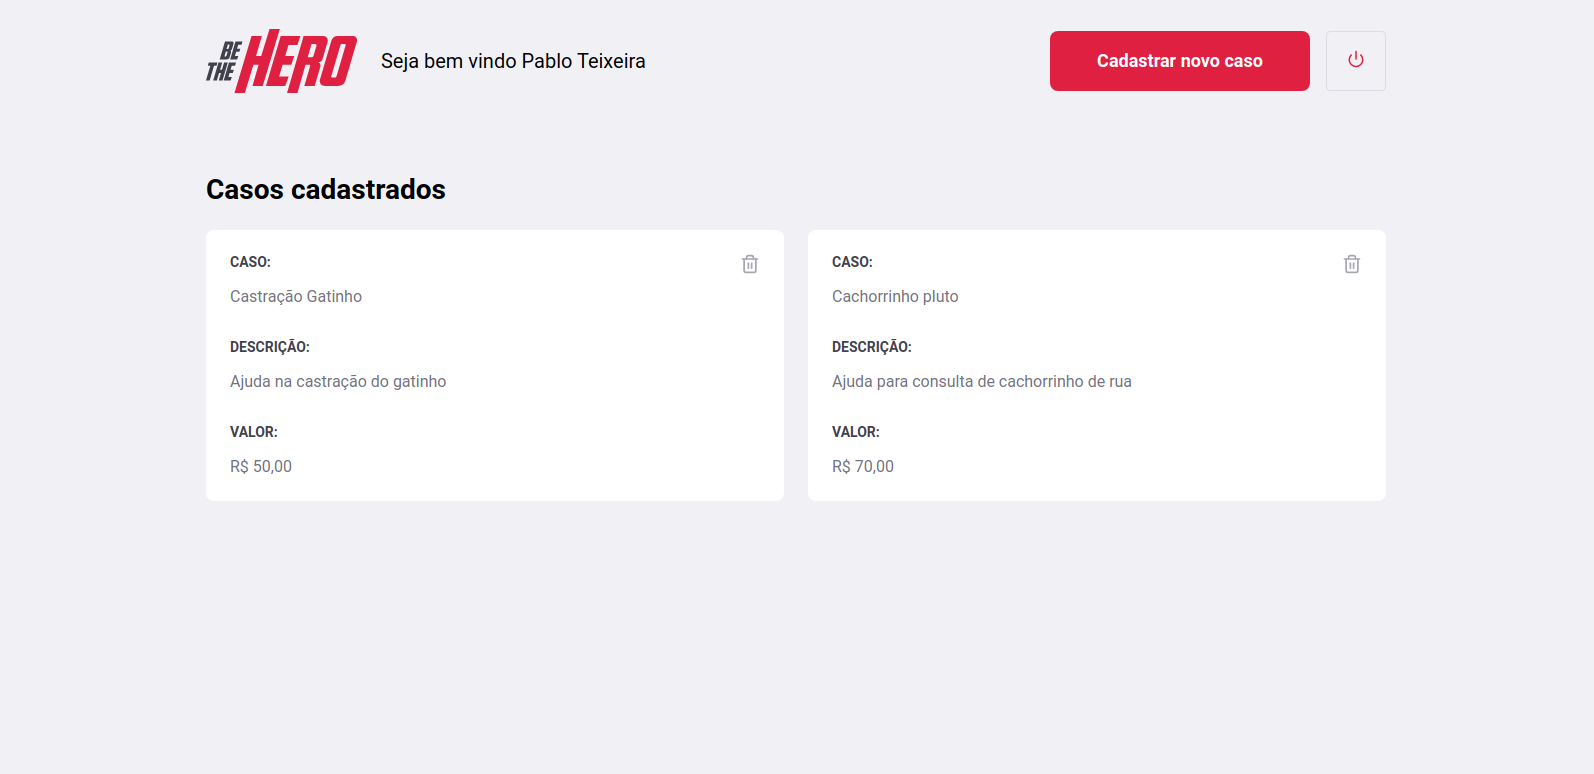 BE THE HERO
Seja bem vindo Pablo Teixeira
Cadastrar novo caso
Casos cadastrados
CASO:
Castração Gatinho
DESCRIÇÃO:
Ajuda na castração do gatinho
VALOR:
R$ 50,00
CASO:
Cachorrinho pluto
DESCRIÇÃO:
Ajuda para consulta de cachorrinho de rua
VALOR:
R$ 70,00